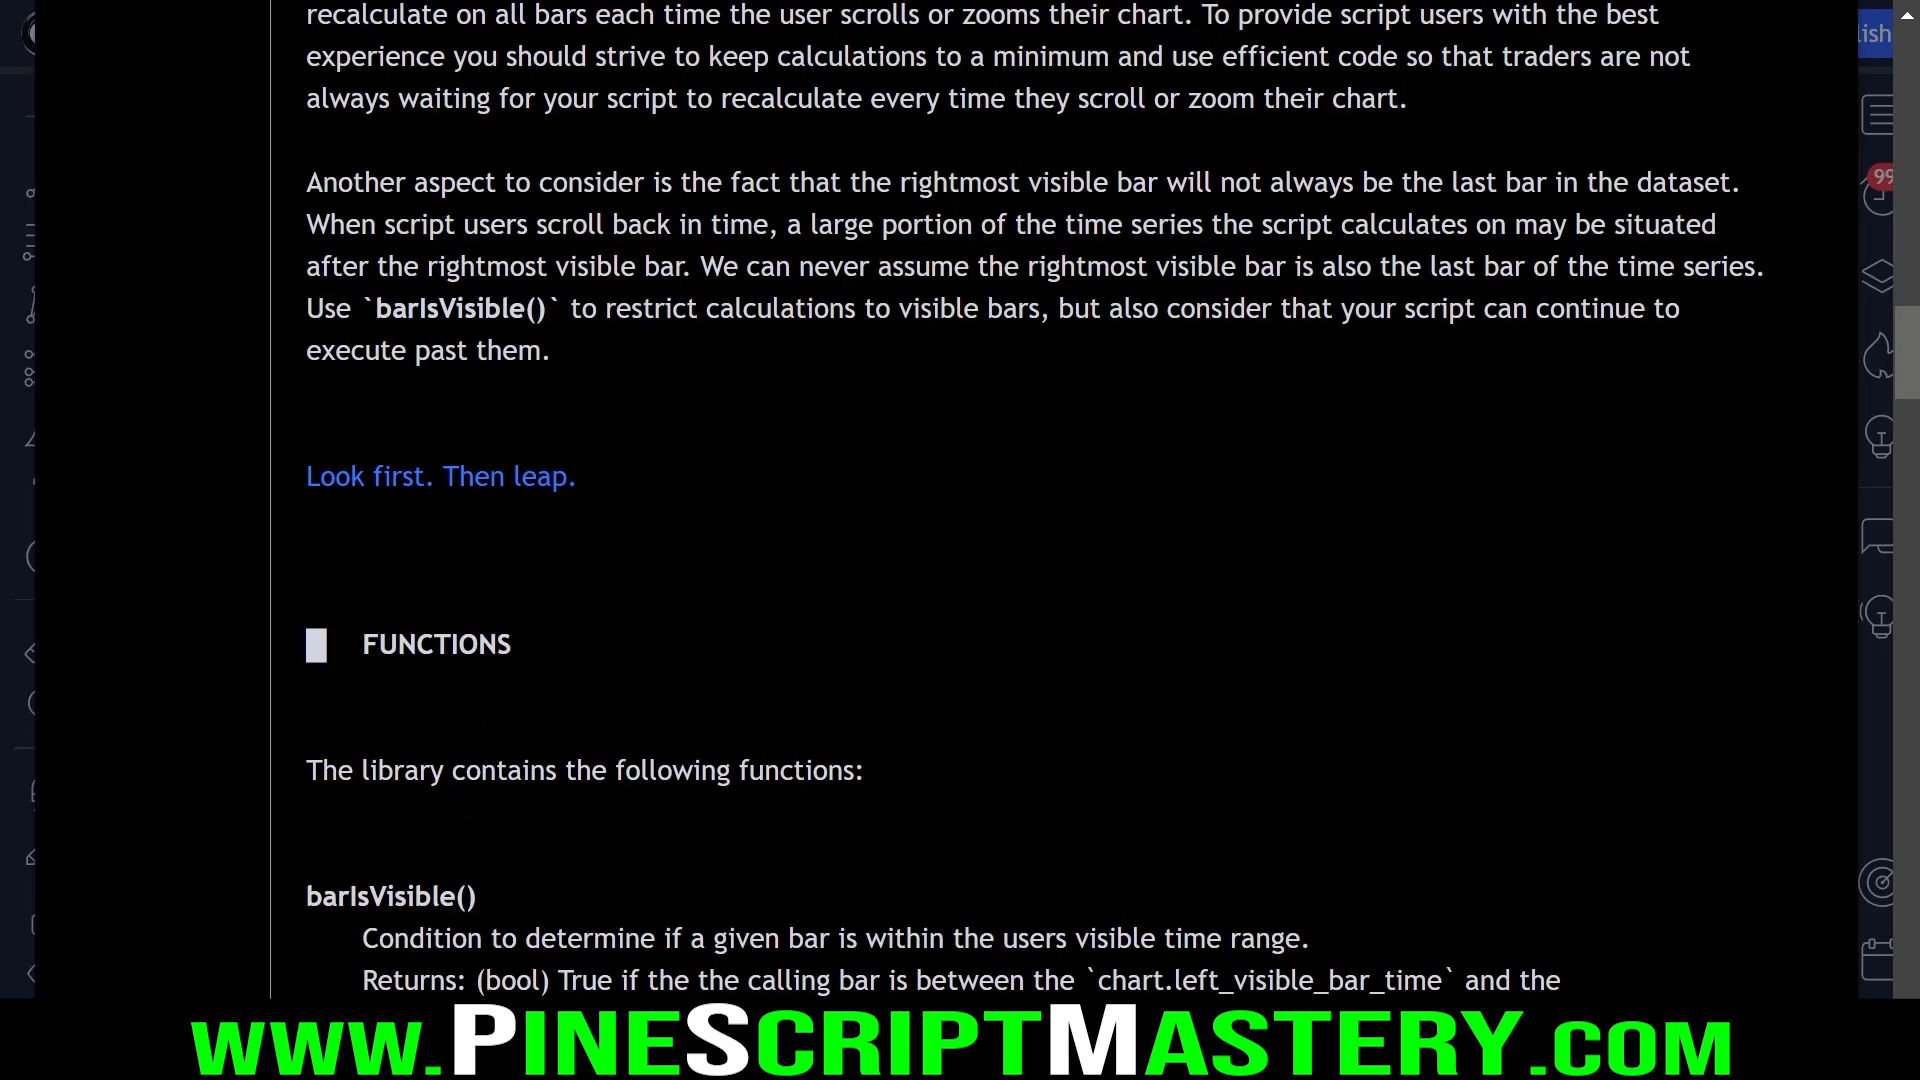 recalculate on all bars each time the user scrolls or zooms their chart. To provide script users with the best
experience you should strive to keep calculations to a minimum and use efficient code so that traders are not
always waiting for your script to recalculate every time they scroll or zoom their chart.
Another aspect to consider is the fact that the rightmost visible bar will not always be the last bar in the dataset.
When script users scroll back in time, a large portion of the time series the script calculates on may be situated
after the rightmost visible bar. We can never assume the rightmost visible bar is also the last bar of the time series.
Use `barIsVisible()` to restrict calculations to visible bars, but also consider that your script can continue to
execute past them.
Look first. Then leap.
FUNCTIONS
The library contains the following functions:
barIsVisible()
Condition to determine if a given bar is within the users visible time range.
Returns: (bool) True if the the calling bar is between the `chart.left_visible_bar_time` and the
www.PineScriptMastery.com
lish
99